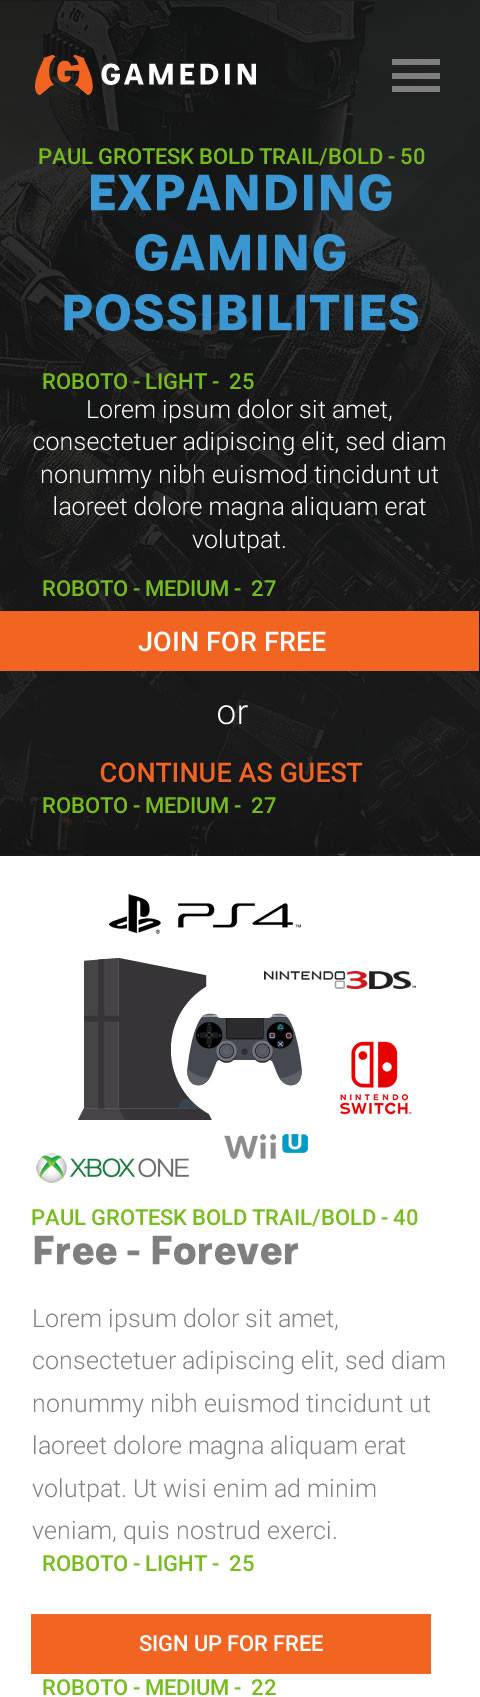 GAMEDIN
PAUL GROTESK BOLD TRAIL/BOLD - 50
EXPANDING
GAMING
POSSIBILITIES
ROBOTO - LIGHT - 25
Lorem ipsum dolor sit amet,
consectetuer adipiscing elit, sed diam
nonummy nibh euismod tincidunt ut
laoreet dolore magna aliquam erat
volutpat.
ROBOTO - MEDIUM - 27
JOIN FOR FREE
or
CONTINUE AS GUEST
ROBOTO - MEDIUM - 27
PS4™
NINTENDO3DS™
NINTENDO
SWITCH
Wii U
XBOX ONE
PAUL GROTESK BOLD TRAIL/BOLD - 40
Free - Forever
Lorem ipsum dolor sit amet,
consectetuer adipiscing elit, sed diam
nonummy nibh euismod tincidunt ut
laoreet dolore magna aliquam erat
volutpat. Ut wisi enim ad minim
veniam, quis nostrud exerci.
ROBOTO - LIGHT - 25
SIGN UP FOR FREE
ROBOTO - MEDIUM - 22